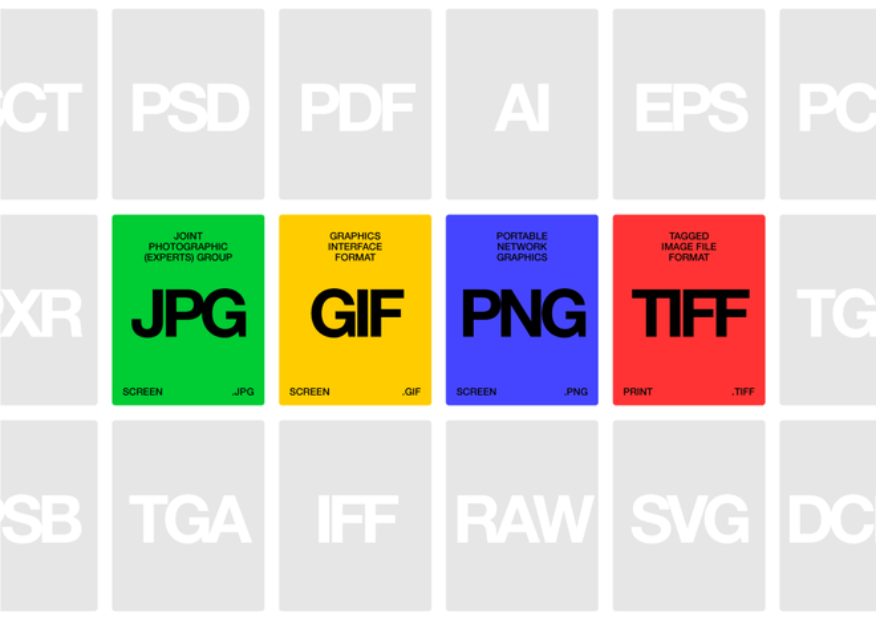 CT
PSD
PDF
AI
EPS
PC
XR
JOINT
PHOTOGRAPHIC
(EXPERTS) GROUP
JPG
SCREEN .JPG
GRAPHICS
INTERFACE
FORMAT
GIF
SCREEN .GIF
PORTABLE
NETWORK
GRAPHICS
PNG
SCREEN .PNG
TAGGED
IMAGE FILE
FORMAT
TIFF
PRINT .TIFF
TG
SB
TGA
IFF
RAW
SVG
DC